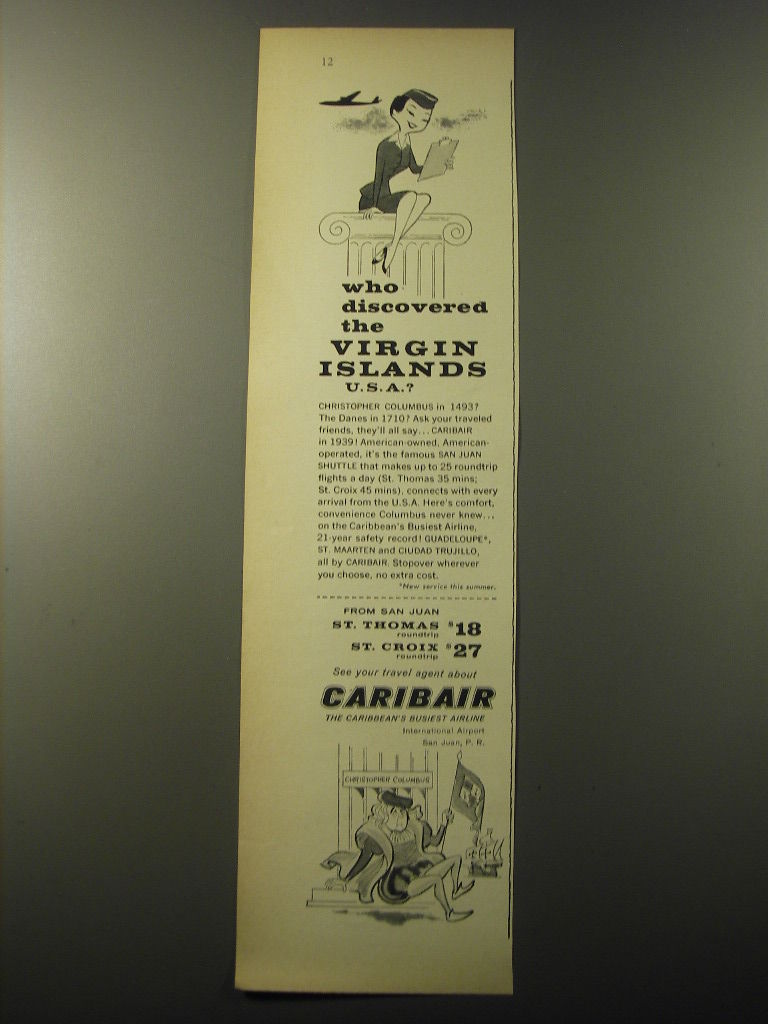 12
who
discovered
the
VIRGIN
ISLANDS
U.S.A.?
CHRISTOPHER COLUMBUS in 1493?
The Danes in 1710? Ask your traveled
friends, they'll all say... CARIBAIR
in 1939! American-owned, American-
operated, it's the famous SAN JUAN
SHUTTLE that makes up to 25 roundtrip
flights a day (St. Thomas 35 mins;
St. Croix 45 mins), connects with every
arrival from the U.S.A. Here's comfort,
convenience Columbus never knew...
on the Caribbean's Busiest Airline,
21-year safety record! GUADELOUPE*,
ST. MAARTEN and CIUDAD TRUJILLO,
all by CARIBAIR. Stopover wherever
you choose, no extra cost.
*New service this summer.
FROM SAN JUAN
ST. THOMAS $18
roundtrip
ST. CROIX $27
roundtrip
See your travel agent about
CARIBAIR
THE CARIBBEAN'S BUSIEST AIRLINE
International Airport
San Juan, P. R.
CHRISTOPHER COLUMBUS